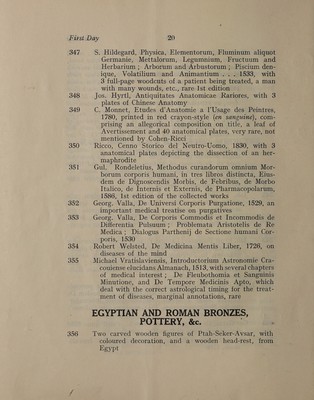 First Day 20
347 S. Hildegard, Physica, Elementorum, Fluminum aliquot
Germanie, Mettalorum, Legumnium, Fructuum and
Herbarium ; Arborum and Arbustorum ; Piscium den-
ique, Volatilium and Animantium . . . 1533, with
3 full-page woodcuts of a patient being treated, a man
with many wounds, etc., rare 1st edition
348 Jos. Hyrtl, Antiquitates Anatomicae Rariores, with 3
plates of Chinese Anatomy
349 C. Monnet, Etudes d'Anatomie a l'Usage des Peintres,
1780, printed in red crayon-style (en sanguine), com-
prising an allegorical composition on title, a leaf of
Avertissement and 40 anatomical plates, very rare, not
mentioned by Cohen-Ricci
350 Ricco, Cenno Storico del Neutro-Uomo, 1830, with 3
anatomical plates depicting the dissection of an her-
maphrodite
351 Gul. Rondeletius, Methodus curandorum omnium Mor-
borum corporis humani, in tres libros distincta, Eius-
dem de Dignoscendis Morbis, de Febribus, de Morbo
Italico, de Internis et Externis, de Pharmacopolarum,
1586, 1st edition of the collected works
352 Georg. Valla, De Universi Corporis Purgatione, 1529, an
important medical treatise on purgatives
353 Georg. Valla, De Corporis Commodis et Incommodis de
Differentia Pulsuum ; Problemata Aristotelis de Re
Medica ; Dialogus Parthenij de Sectione humani Cor-
poris, 1530
354 Robert Welsted, De Medicina Mentis Liber, 1726, on
diseases of the mind
355 Michael Vratislaviensis, Introductorium Astronomie Cra-
couiense elucidans Almanach, 1513, with several chapters
of medical interest ; De Fleubothomia et Sanguinis
Minutione, and De Tempore Medicinis Apto, which
deal with the correct astrological timing for the treat-
ment of diseases, marginal annotations, rare
EGYPTIAN AND ROMAN BRONZES,
POTTERY, &c.
356 Two carved wooden figures of Ptah-Seker-Avsar, with
coloured decoration, and a wooden head-rest, from
Egypt